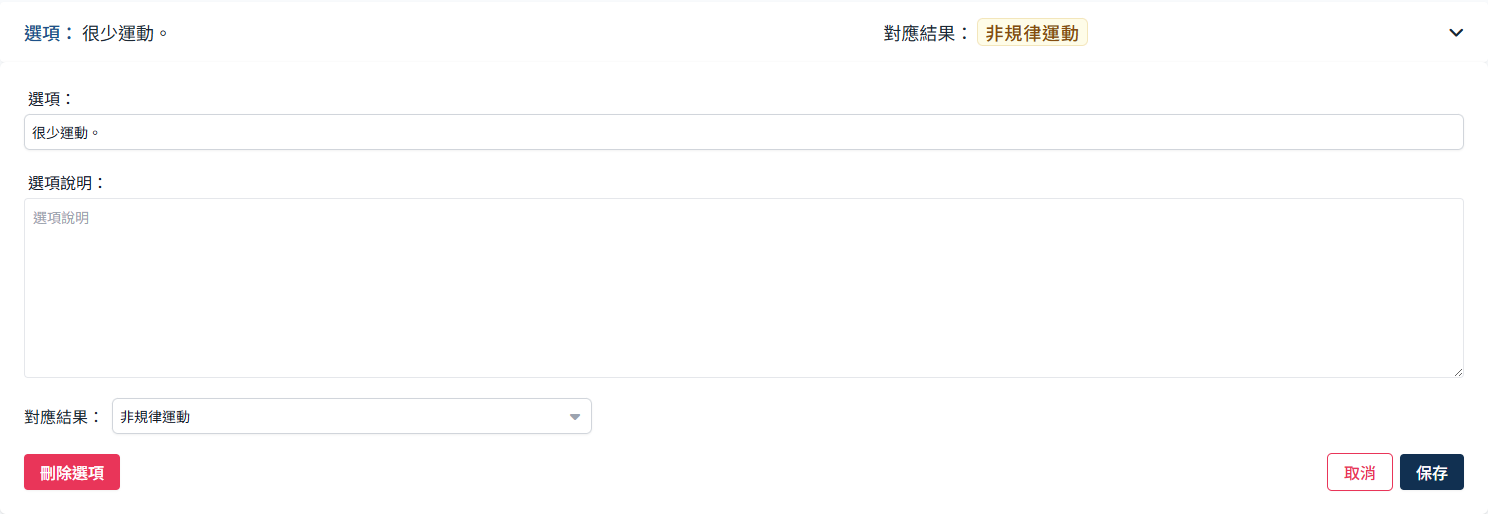 選項： 很少運動。 對應結果： 非規律運動
選項：
很少運動。
選項說明：
選項說明
對應結果： 非規律運動
刪除選項 取消 保存